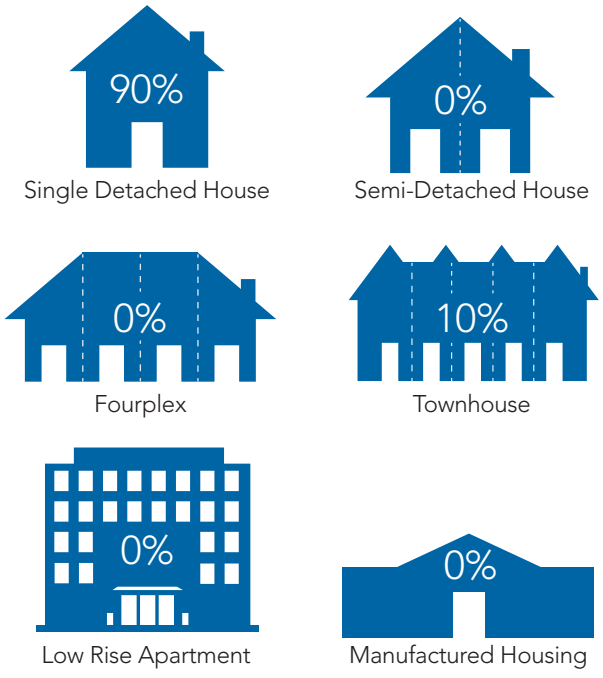 90%
0%
Single Detached House
Semi-Detached House
0%
10%
Fourplex
Townhouse
0%
0%
Low Rise Apartment
Manufactured Housing